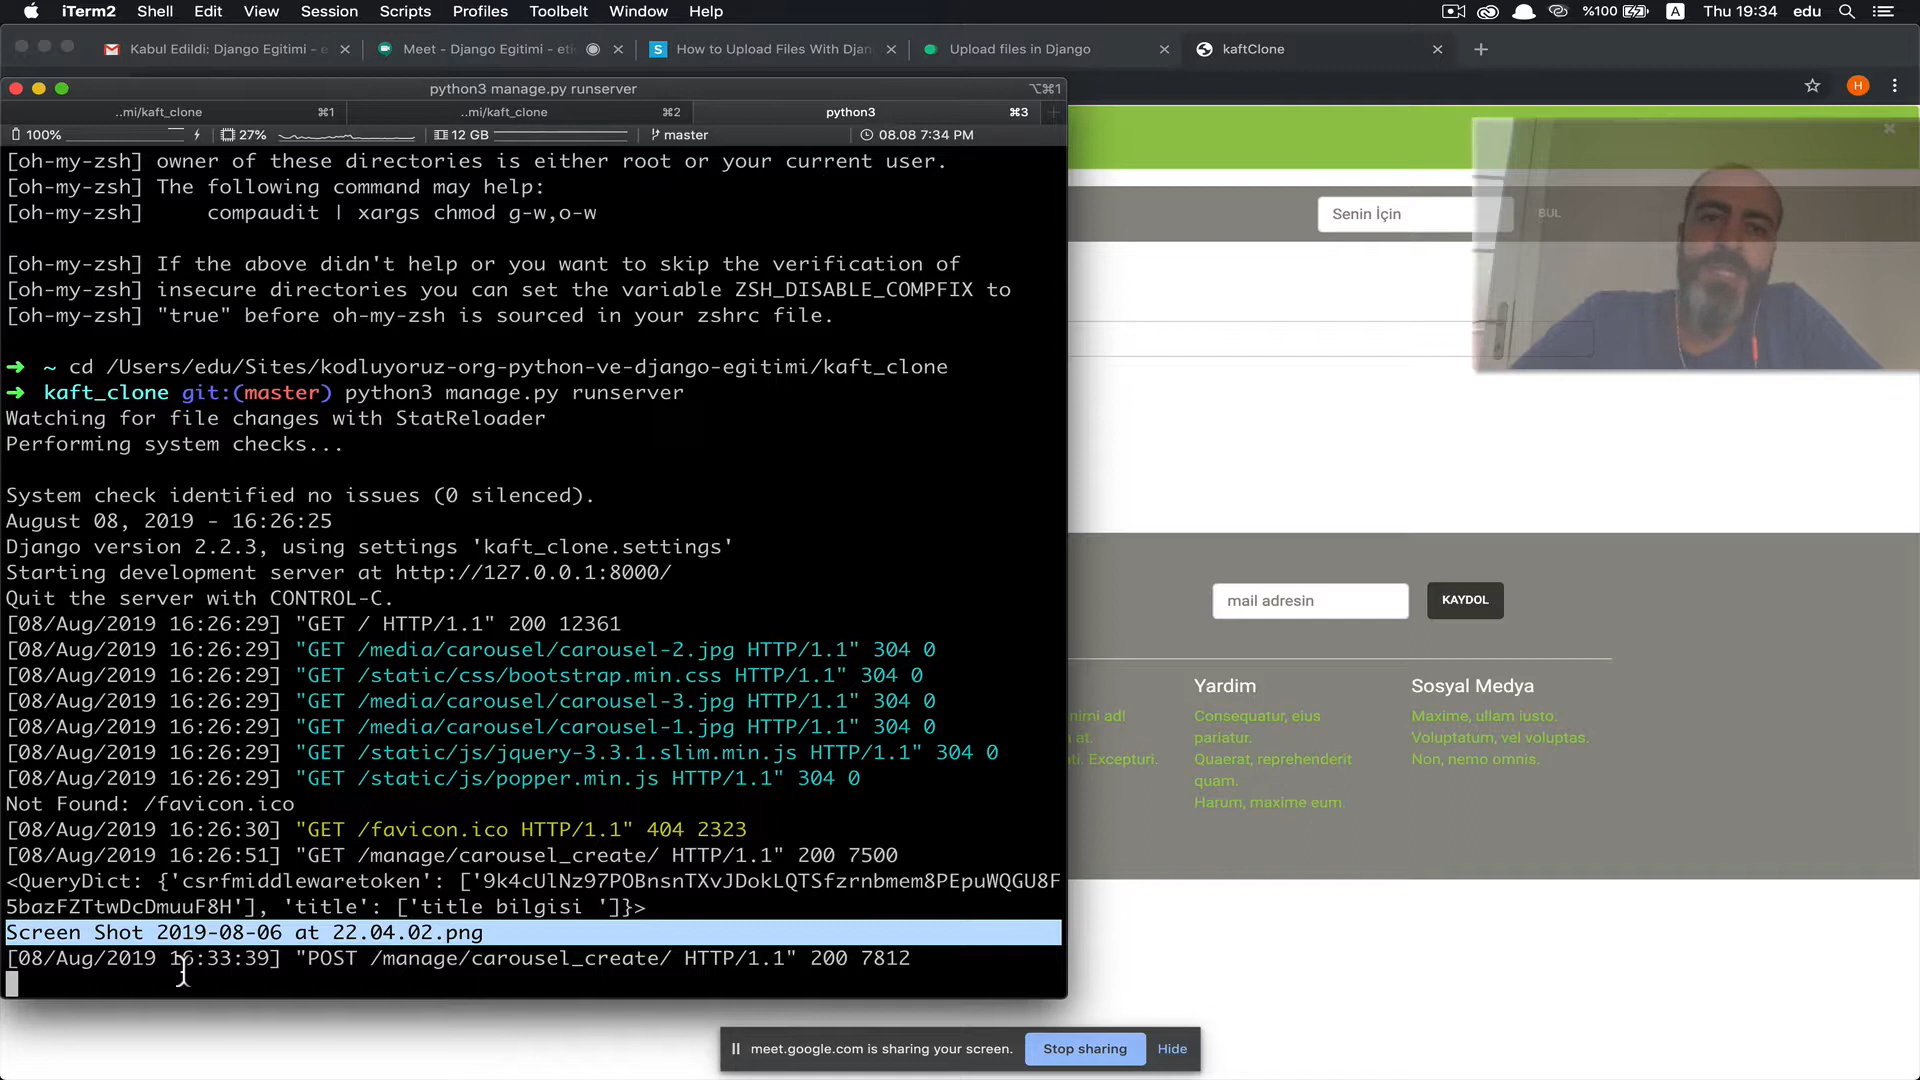 iTerm2 Shell Edit View Session Scripts Profiles Toolbelt Window Help %100 A Thu 19:34 edu
Kabul Edildi: Django Egitimi - e
Meet - Django Egitimi - eti
S How to Upload Files With Djan
Upload files in Django
kaftClone
H
python3 manage.py runserver ⌥⌘1
..mi/kaft_clone ⌘1 ..mi/kaft_clone ⌘2 python3 ⌘3
100% 27% 12 GB master 08.08 7:34 PM
[oh-my-zsh] owner of these directories is either root or your current user.
[oh-my-zsh] The following command may help:
[oh-my-zsh]     compaudit | xargs chmod g-w,o-w
[oh-my-zsh] If the above didn't help or you want to skip the verification of
[oh-my-zsh] insecure directories you can set the variable ZSH_DISABLE_COMPFIX to
[oh-my-zsh] "true" before oh-my-zsh is sourced in your zshrc file.
➜ ~ cd /Users/edu/Sites/kodluyoruz-org-python-ve-django-egitimi/kaft_clone
➜ kaft_clone git:(master) python3 manage.py runserver
Watching for file changes with StatReloader
Performing system checks...
System check identified no issues (0 silenced).
August 08, 2019 - 16:26:25
Django version 2.2.3, using settings 'kaft_clone.settings'
Starting development server at http://127.0.0.1:8000/
Quit the server with CONTROL-C.
[08/Aug/2019 16:26:29] "GET / HTTP/1.1" 200 12361
[08/Aug/2019 16:26:29] "GET /media/carousel/carousel-2.jpg HTTP/1.1" 304 0
[08/Aug/2019 16:26:29] "GET /static/css/bootstrap.min.css HTTP/1.1" 304 0
[08/Aug/2019 16:26:29] "GET /media/carousel/carousel-3.jpg HTTP/1.1" 304 0
[08/Aug/2019 16:26:29] "GET /media/carousel/carousel-1.jpg HTTP/1.1" 304 0
[08/Aug/2019 16:26:29] "GET /static/js/jquery-3.3.1.slim.min.js HTTP/1.1" 304 0
[08/Aug/2019 16:26:29] "GET /static/js/popper.min.js HTTP/1.1" 304 0
Not Found: /favicon.ico
[08/Aug/2019 16:26:30] "GET /favicon.ico HTTP/1.1" 404 2323
[08/Aug/2019 16:26:51] "GET /manage/carousel_create/ HTTP/1.1" 200 7500
<QueryDict: {'csrfmiddlewaretoken': ['9k4cUlNz97POBnsnTXvJDokLQTSfzrnbmem8PEpuWQGU8F
5bazFZTtwDcDmuuF8H'], 'title': ['title bilgisi ']}>
Screen Shot 2019-08-06 at 22.04.02.png
[08/Aug/2019 16:33:39] "POST /manage/carousel_create/ HTTP/1.1" 200 7812
Senin İçin BUL
mail adresin KAYDOL
nimi ad!
at.
ati. Excepturi.
Yardim
Consequatur, eius
pariatur.
Quaerat, reprehenderit
quam.
Harum, maxime eum.
Sosyal Medya
Maxime, ullam iusto.
Voluptatum, vel voluptas.
Non, nemo omnis.
meet.google.com is sharing your screen. Stop sharing Hide